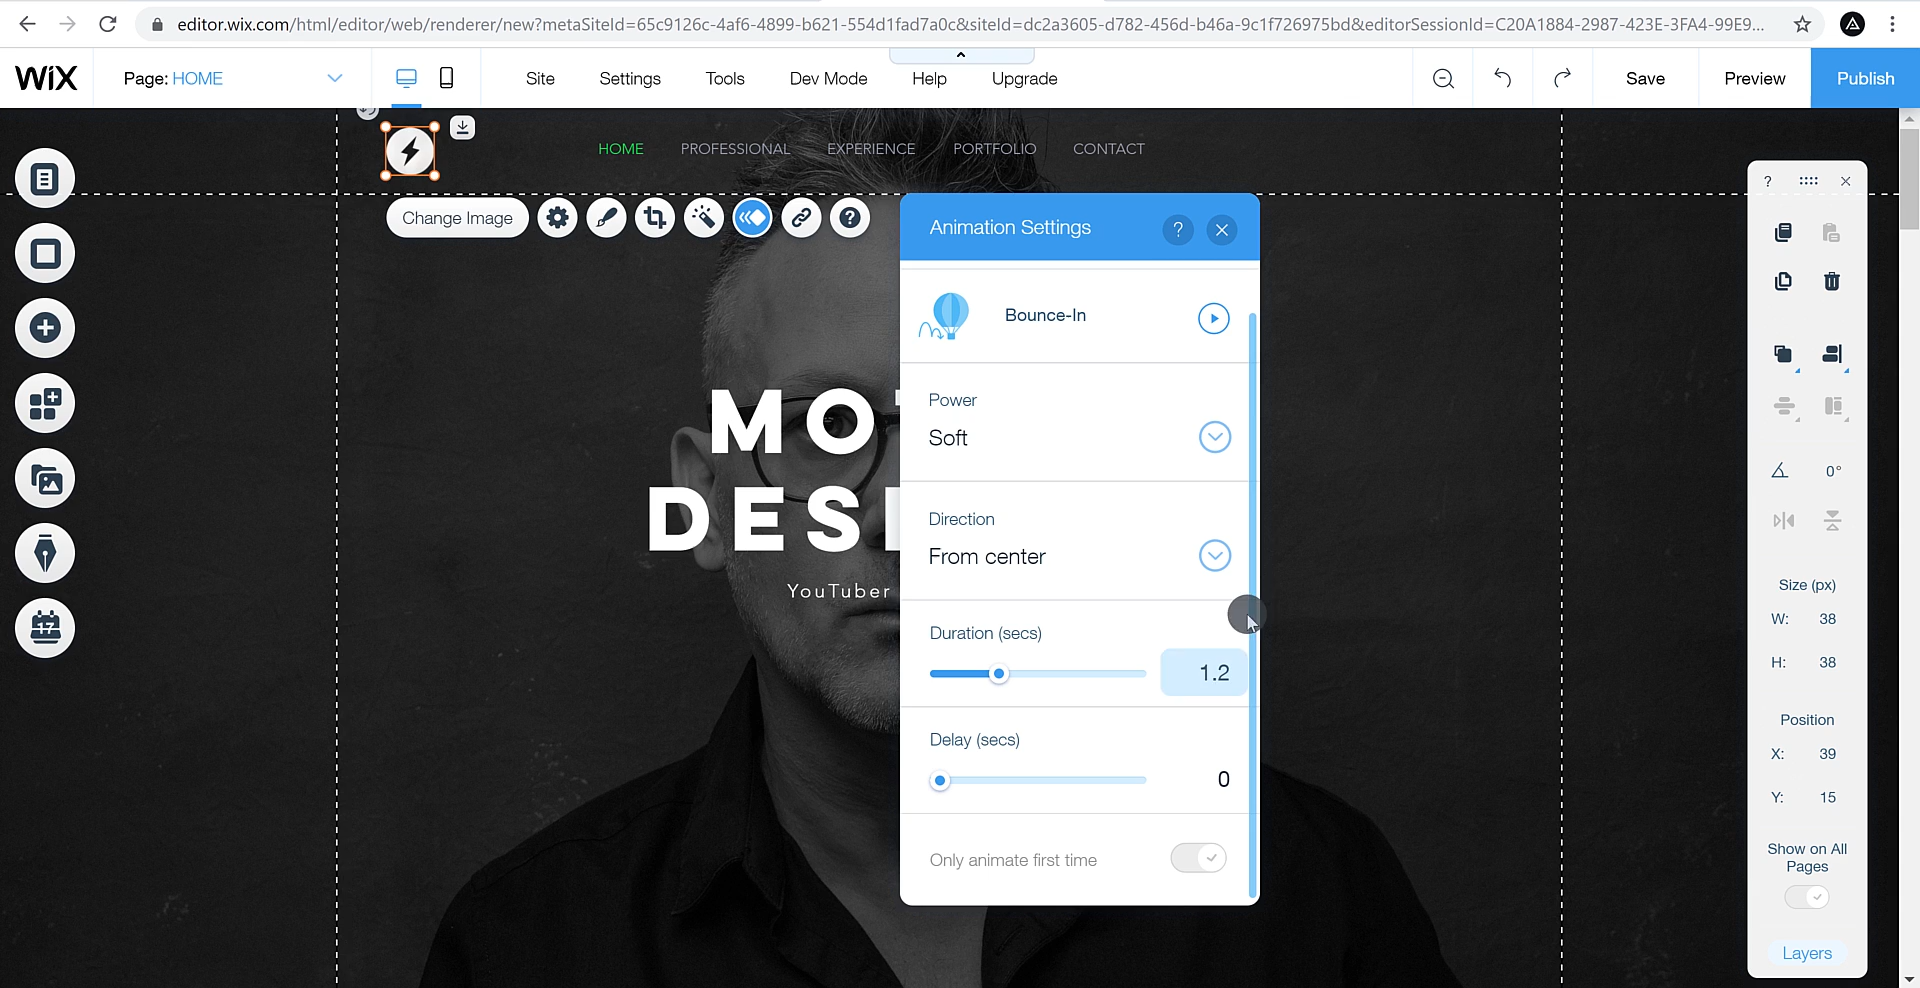 editor.wix.com/html/editor/web/renderer/new?metaSiteId=65c9126c-4af6-4899-b621-554d1fad7a0c&siteId=dc2a3605-d782-456d-b46a-9c1f726975bd&editorSessionId=C20A1884-2987-423E-3FA4-99E9...
WiX Page: HOME Site Settings Tools Dev Mode Help Upgrade Save Preview Publish
HOME PROFESSIONAL EXPERIENCE PORTFOLIO CONTACT
Change Image
Animation Settings
?
Bounce-In
Power
Soft
Direction
From center
Duration (secs)
1.2
Delay (secs)
0
Only animate first time
MO
DES
YouTuber
17
?
0°
Size (px)
W: 38
H: 38
Position
X: 39
Y: 15
Show on All
Pages
Layers